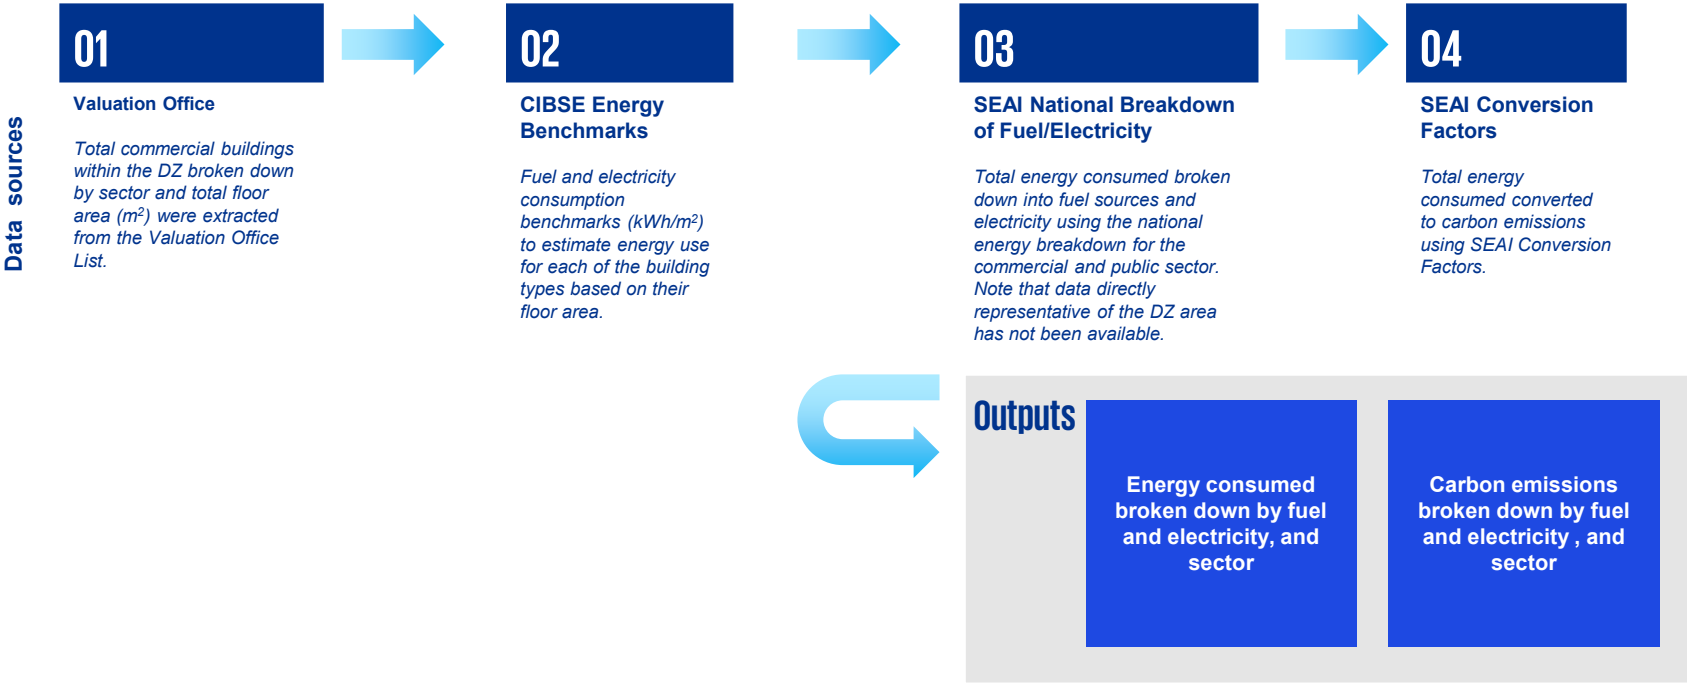 Data sources
01
Valuation Office
Total commercial buildings
within the DZ broken down
by sector and total floor
area (m²) were extracted
from the Valuation Office
List.
02
CIBSE Energy
Benchmarks
Fuel and electricity
consumption
benchmarks (kWh/m²)
to estimate energy use
for each of the building
types based on their
floor area.
03
SEAI National Breakdown
of Fuel/Electricity
Total energy consumed broken
down into fuel sources and
electricity using the national
energy breakdown for the
commercial and public sector.
Note that data directly
representative of the DZ area
has not been available.
04
SEAI Conversion
Factors
Total energy
consumed converted
to carbon emissions
using SEAI Conversion
Factors.
Outputs
Energy consumed
broken down by fuel
and electricity, and
sector
Carbon emissions
broken down by fuel
and electricity , and
sector